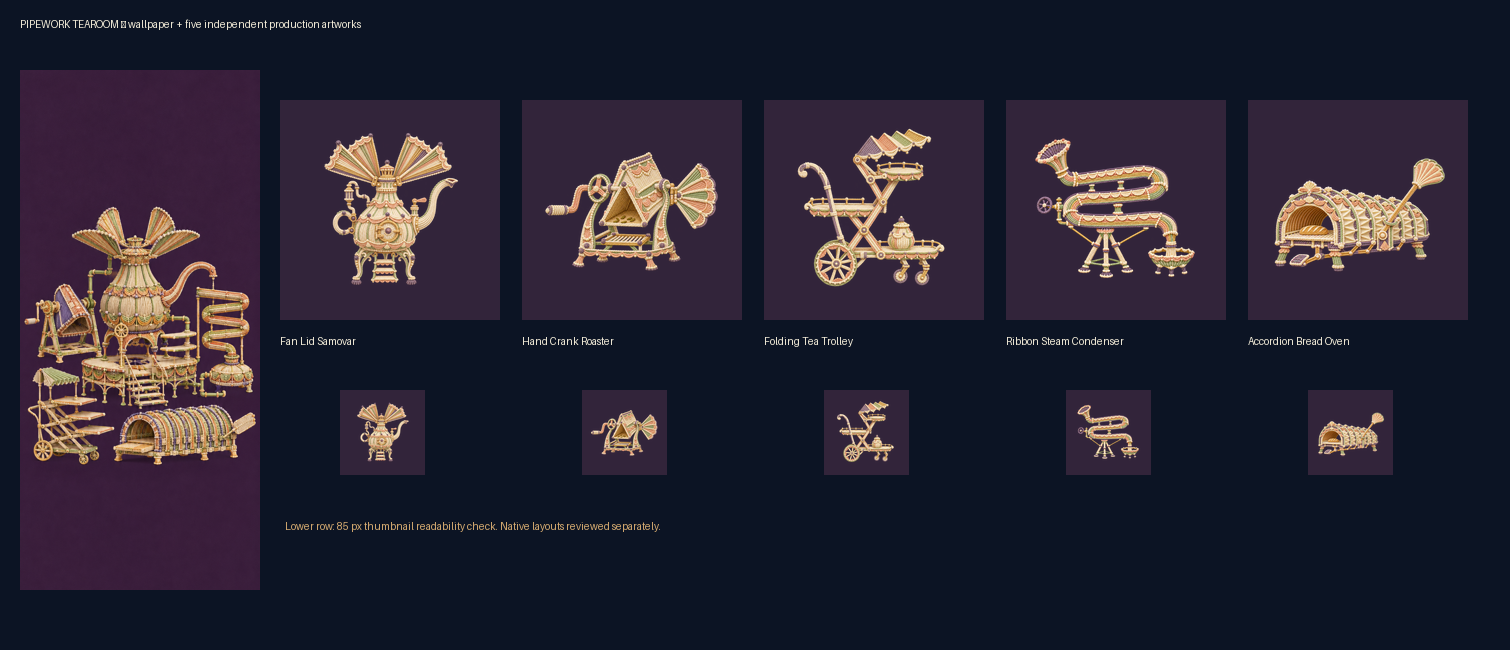 PIPEWORK TEAROOM □ wallpaper + five independent production artworks
Fan Lid Samovar
Hand Crank Roaster
Folding Tea Trolley
Ribbon Steam Condenser
Accordion Bread Oven
Lower row: 85 px thumbnail readability check. Native layouts reviewed separately.